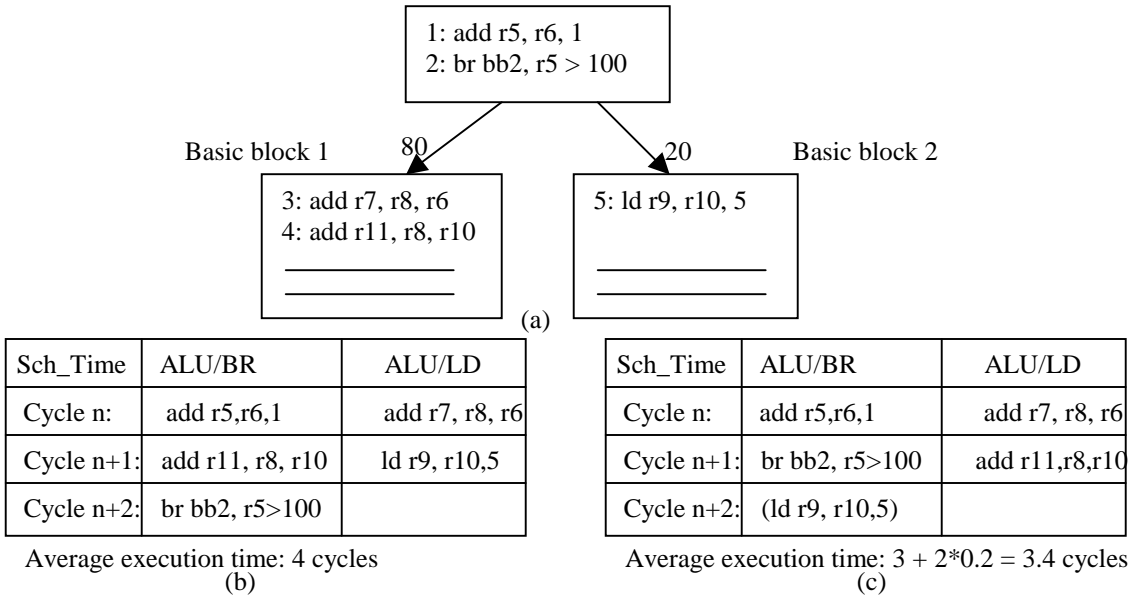 1: add r5, r6, 1
2: br bb2, r5 > 100
Basic block 1
80
20
Basic block 2
3: add r7, r8, r6
4: add r11, r8, r10
5: ld r9, r10, 5
(a)
Sch_Time ALU/BR ALU/LD
Cycle n: add r5,r6,1 add r7, r8, r6
Cycle n+1: add r11, r8, r10 ld r9, r10,5
Cycle n+2: br bb2, r5>100
Average execution time: 4 cycles
(b)
Sch_Time ALU/BR ALU/LD
Cycle n: add r5,r6,1 add r7, r8, r6
Cycle n+1: br bb2, r5>100 add r11,r8,r10
Cycle n+2: (ld r9, r10,5)
Average execution time: 3 + 2*0.2 = 3.4 cycles
(c)